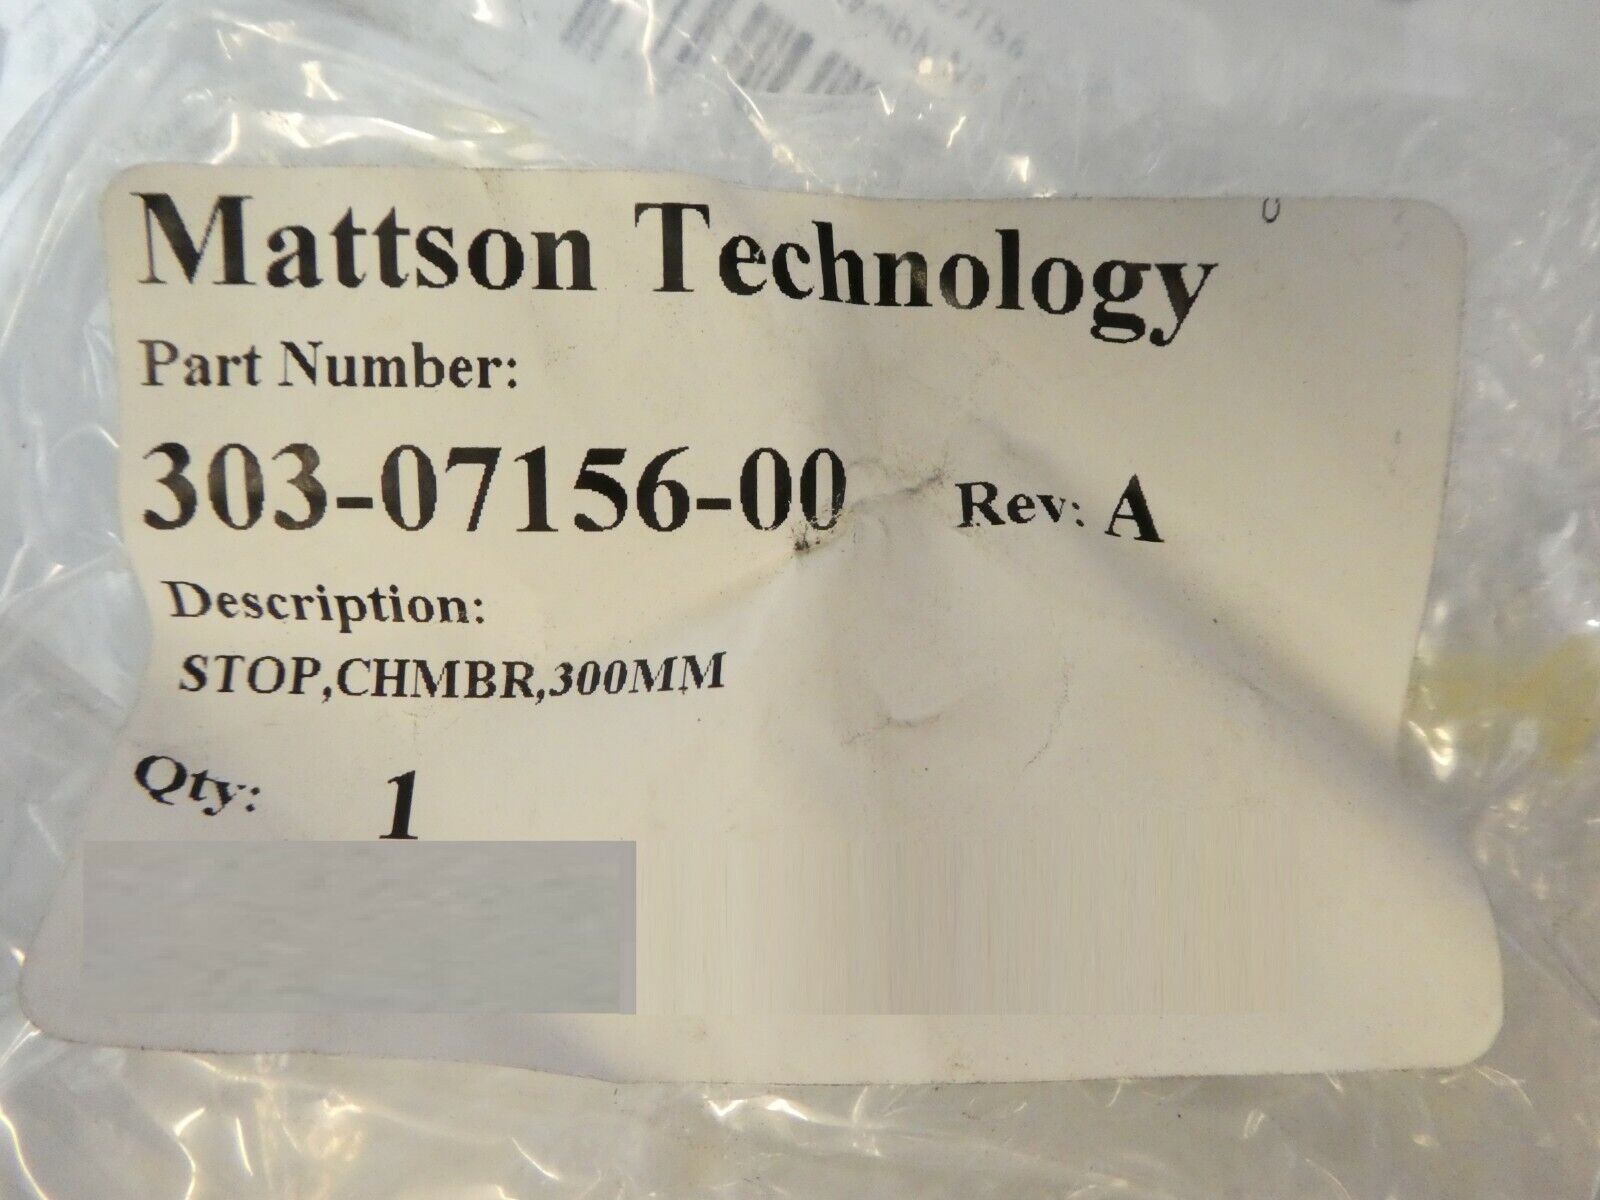 Mattson Technology
Part Number:
303-07156-00 Rev: A
Description:
STOP,CHMBR,300MM
Qty: 1